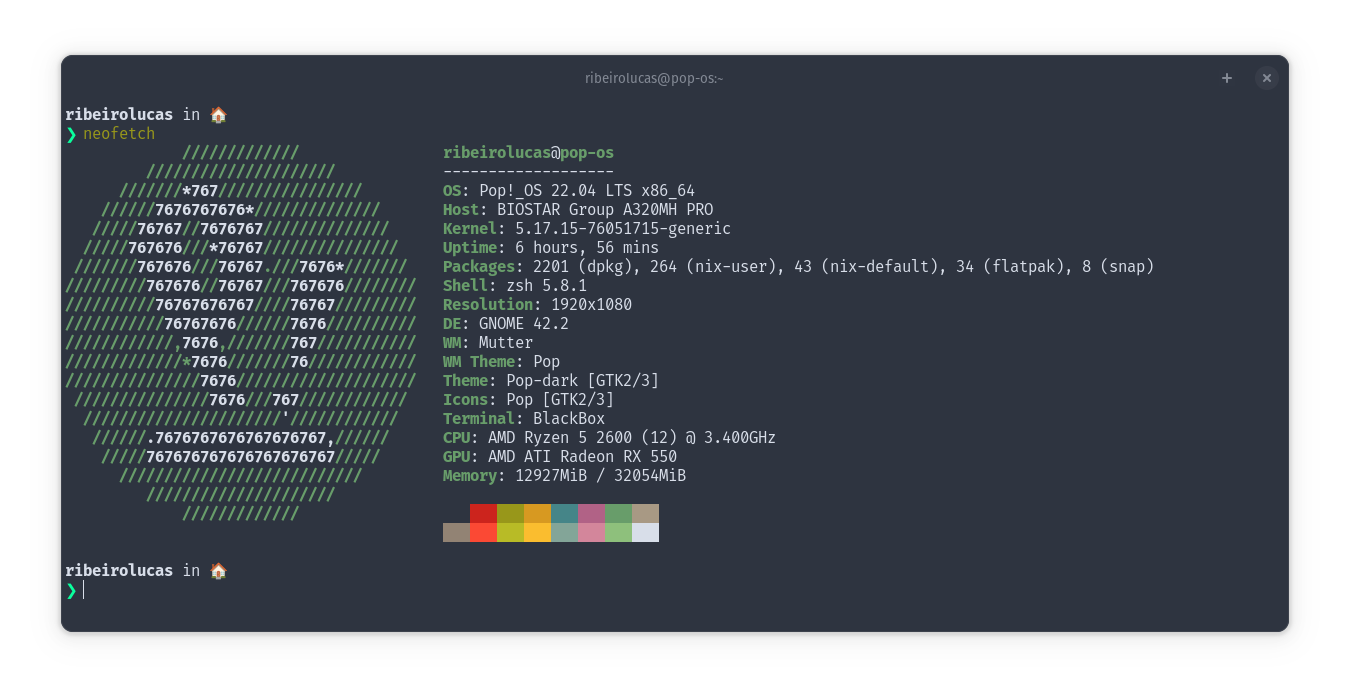 ribeirolucas@pop-os:~
ribeirolucas in 🏠
❯ neofetch
             /////////////                ribeirolucas@pop-os
         /////////////////////            -------------------
      ///////*767////////////////         OS: Pop!_OS 22.04 LTS x86_64
    //////7676767676*//////////////       Host: BIOSTAR Group A320MH PRO
   /////76767//7676767//////////////      Kernel: 5.17.15-76051715-generic
  /////767676///*76767///////////////     Uptime: 6 hours, 56 mins
 ///////767676///76767.///7676*///////    Packages: 2201 (dpkg), 264 (nix-user), 43 (nix-default), 34 (flatpak), 8 (snap)
/////////767676//76767///767676////////   Shell: zsh 5.8.1
//////////76767676767////76767/////////   Resolution: 1920x1080
///////////76767676//////7676//////////   DE: GNOME 42.2
////////////,7676,///////767///////////   WM: Mutter
/////////////*7676///////76////////////   WM Theme: Pop
///////////////7676////////////////////   Theme: Pop-dark [GTK2/3]
 ///////////////7676///767////////////    Icons: Pop [GTK2/3]
  //////////////////////'////////////     Terminal: BlackBox
   //////.7676767676767676767,//////      CPU: AMD Ryzen 5 2600 (12) @ 3.400GHz
    /////767676767676767676767/////       GPU: AMD ATI Radeon RX 550
      ///////////////////////////         Memory: 12927MiB / 32054MiB
         /////////////////////
             /////////////
ribeirolucas in 🏠
❯